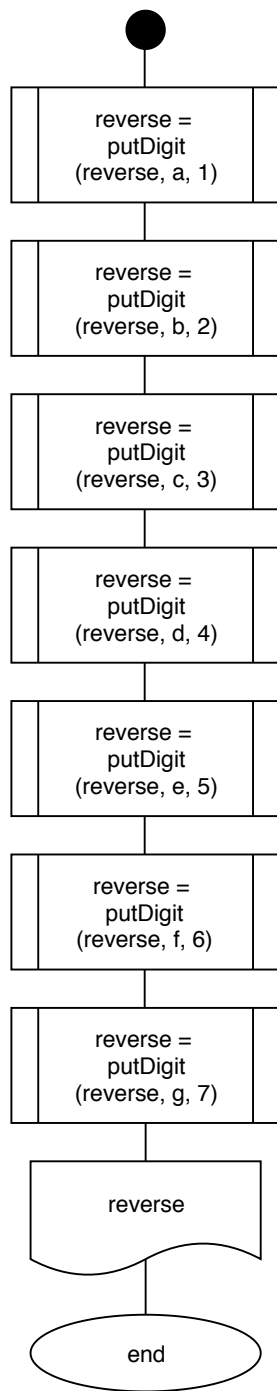 reverse =
putDigit
(reverse, a, 1)
reverse =
putDigit
(reverse, b, 2)
reverse =
putDigit
(reverse, c, 3)
reverse =
putDigit
(reverse, d, 4)
reverse =
putDigit
(reverse, e, 5)
reverse =
putDigit
(reverse, f, 6)
reverse =
putDigit
(reverse, g, 7)
reverse
end